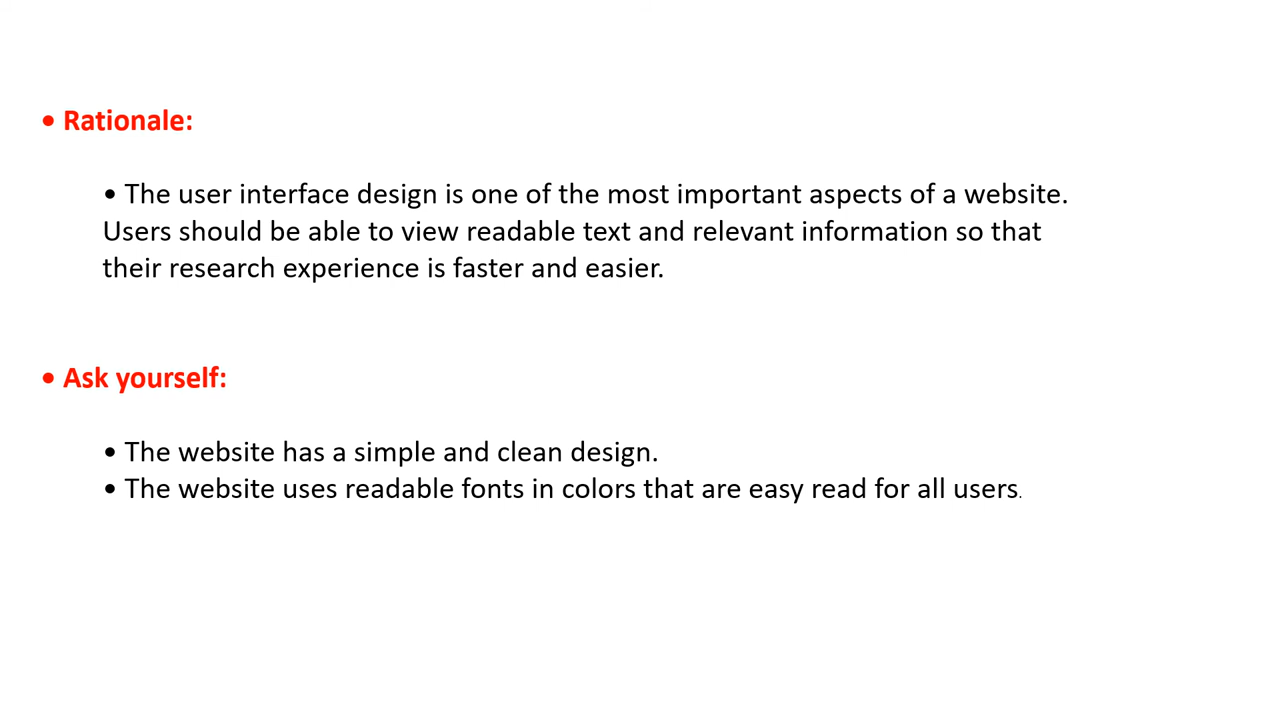 • Rationale:
• The user interface design is one of the most important aspects of a website.
Users should be able to view readable text and relevant information so that
their research experience is faster and easier.
• Ask yourself:
• The website has a simple and clean design.
• The website uses readable fonts in colors that are easy read for all users.